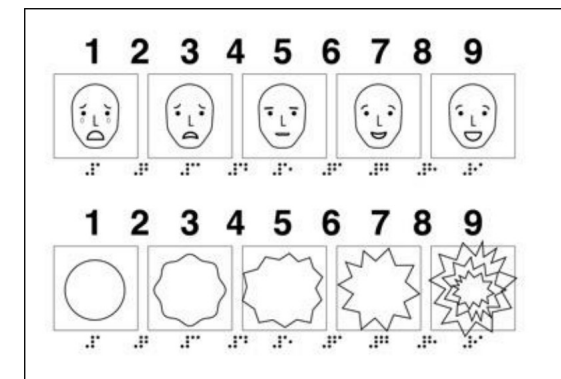 1 2 3 4 5 6 7 8 9
⠼⠁ ⠼⠃ ⠼⠉ ⠼⠙ ⠼⠑ ⠼⠋ ⠼⠛ ⠼⠓ ⠼⠊
1 2 3 4 5 6 7 8 9
⠼⠁ ⠼⠃ ⠼⠉ ⠼⠙ ⠼⠑ ⠼⠋ ⠼⠛ ⠼⠓ ⠼⠊